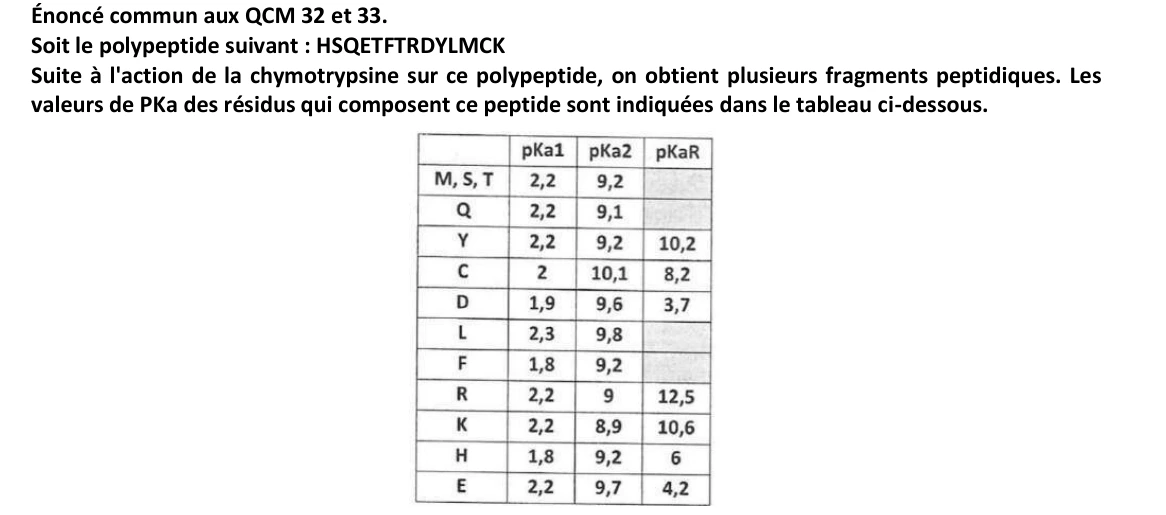 Énoncé commun aux QCM 32 et 33.
Soit le polypeptide suivant : HSQETFTRDYLMCK
Suite à l'action de la chymotrypsine sur ce polypeptide, on obtient plusieurs fragments peptidiques. Les
valeurs de PKa des résidus qui composent ce peptide sont indiquées dans le tableau ci-dessous.
pKa1 pKa2 pKaR
M, S, T 2,2 9,2
Q 2,2 9,1
Y 2,2 9,2 10,2
C 2 10,1 8,2
D 1,9 9,6 3,7
L 2,3 9,8
F 1,8 9,2
R 2,2 9 12,5
K 2,2 8,9 10,6
H 1,8 9,2 6
E 2,2 9,7 4,2